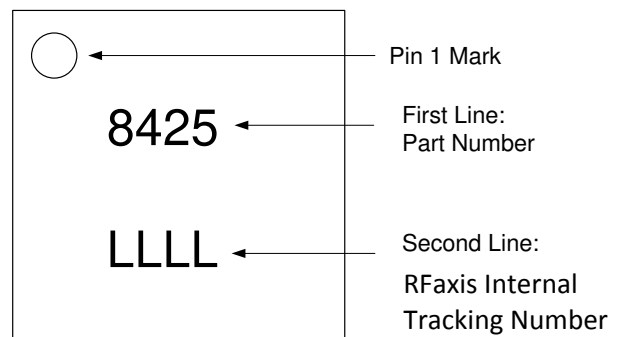 Pin 1 Mark
8425
First Line:
Part Number
LLLL
Second Line:
RFaxis Internal
Tracking Number